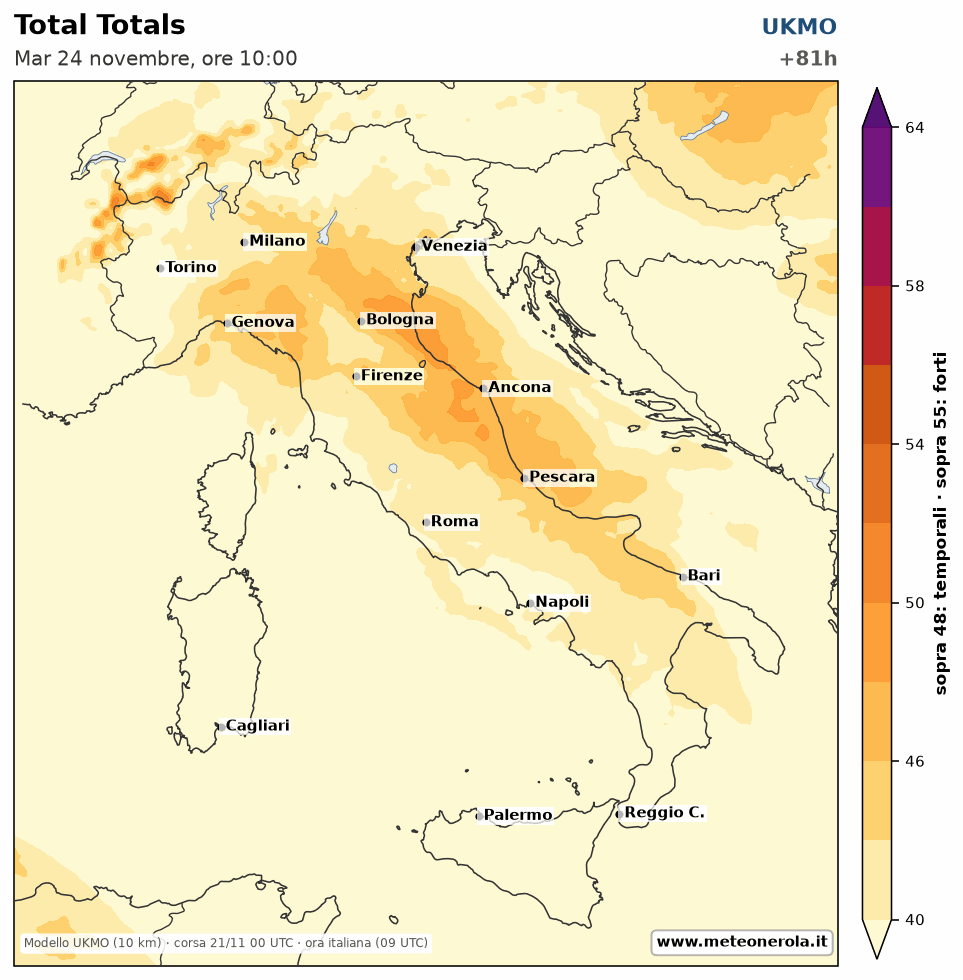 Total Totals
UKMO
Mar 24 novembre, ore 10:00
+81h
64
Milano
Venezia
Torino
58
Genova
Bologna
Firenze
Ancona
54
sopra 48: temporali · sopra 55: forti
Pescara
Roma
Bari
50
Napoli
Cagliari
46
Palermo
Reggio C.
40
Modello UKMO (10 km) · corsa 21/11 00 UTC · ora italiana (09 UTC)
www.meteonerola.it